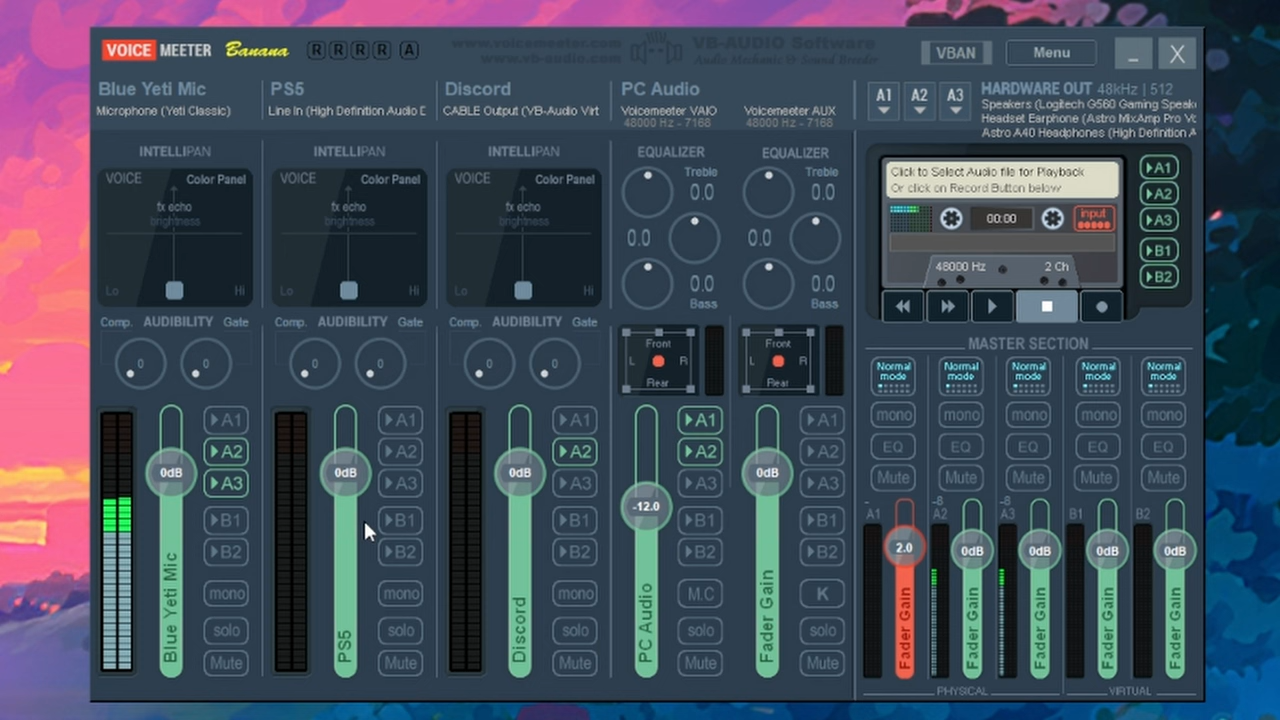 VOICE MEETER Banana R R R R A
www.voicemeeter.com
www.vb-audio.com
VB-AUDIO Software
Audio Mechanic & Sound Breeder
VBAN Menu _ X
Blue Yeti Mic
Microphone (Yeti Classic)
PS5
Line In (High Definition Audio D
Discord
CABLE Output (VB-Audio Virt
PC Audio
Voicemeeter VAIO
48000 Hz - 7168
Voicemeeter AUX
48000 Hz - 7168
A1 A2 A3
HARDWARE OUT 48kHz | 512
Speakers (Logitech G560 Gaming Speak
Headset Earphone (Astro MixAmp Pro Vo
Astro A40 Headphones (High Definition A
INTELLIPAN
VOICE Color Panel
fx echo
brightness
Lo Hi
INTELLIPAN
VOICE Color Panel
fx echo
brightness
Lo Hi
INTELLIPAN
VOICE Color Panel
fx echo
brightness
Lo Hi
EQUALIZER
Treble
0.0
0.0
0.0
Bass
EQUALIZER
Treble
0.0
0.0
0.0
Bass
Click to Select Audio file for Playback
Or click on Record Button below
00:00
input
48000 Hz 2 Ch
A1
A2
A3
B1
B2
Comp. AUDIBILITY Gate
0 0
Comp. AUDIBILITY Gate
0 0
Comp. AUDIBILITY Gate
0 0
Front
L R
Rear
Front
L R
Rear
0dB
Blue Yeti Mic
A1
A2
A3
B1
B2
mono
solo
Mute
0dB
PS5
A1
A2
A3
B1
B2
mono
solo
Mute
0dB
Discord
A1
A2
A3
B1
B2
mono
solo
Mute
-12.0
PC Audio
A1
A2
A3
B1
B2
M.C
solo
Mute
0dB
Fader Gain
A1
A2
A3
B1
B2
K
solo
Mute
MASTER SECTION
Normal mode
mono
EQ
Mute
-
A1
2.0
Fader Gain
Normal mode
mono
EQ
Mute
-8
A2
0dB
Fader Gain
Normal mode
mono
EQ
Mute
-8
A3
0dB
Fader Gain
Normal mode
mono
EQ
Mute
B1
0dB
Fader Gain
Normal mode
mono
EQ
Mute
B2
0dB
Fader Gain
PHYSICAL VIRTUAL